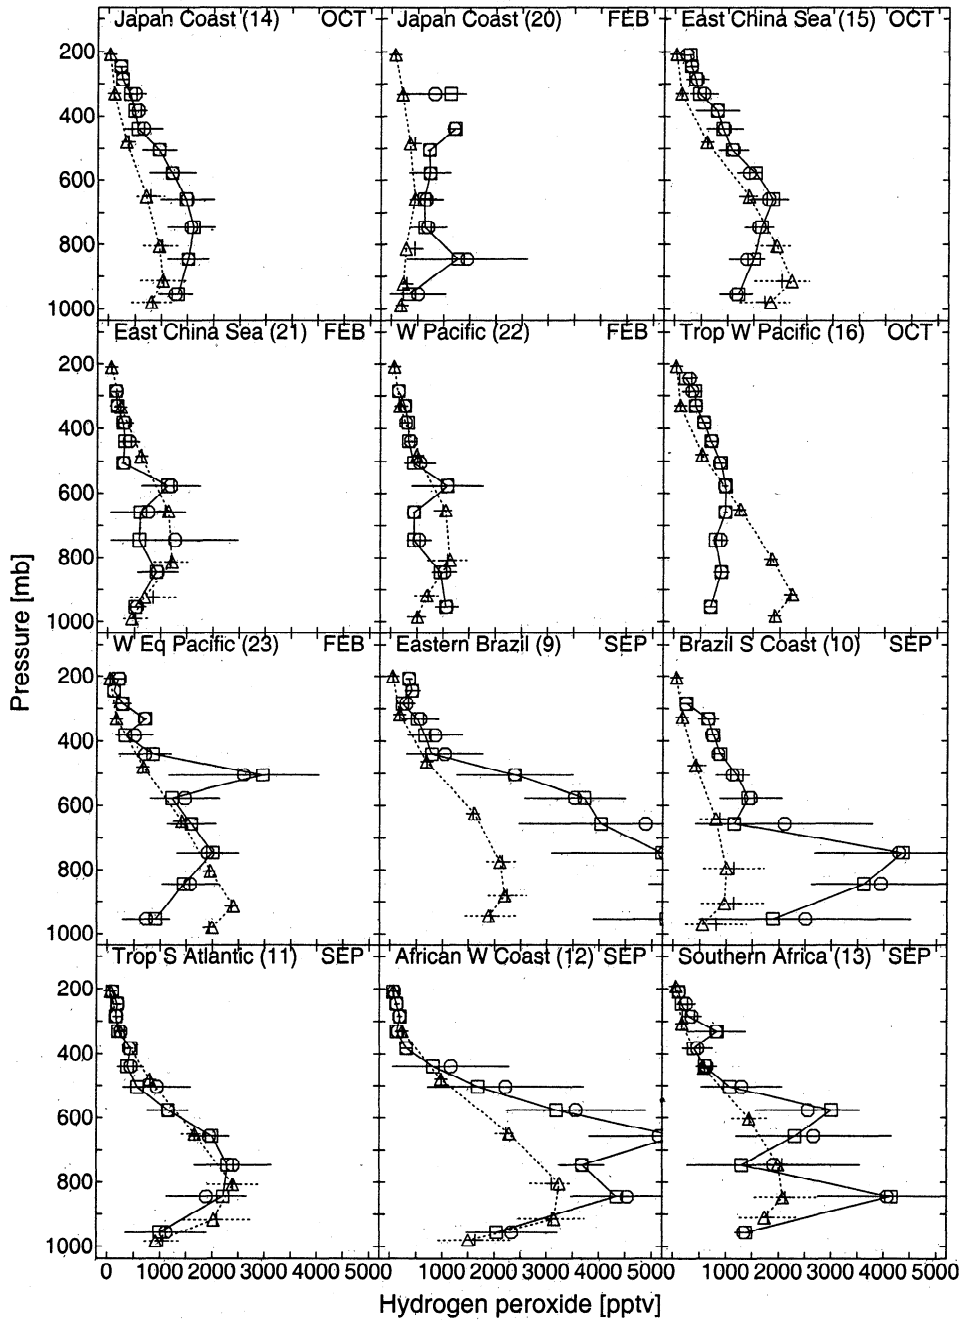 Japan Coast (14) OCT Japan Coast (20) FEB East China Sea (15) OCT
200
400
600
800
1000
East China Sea (21) FEB W Pacific (22) FEB Trop W Pacific (16) OCT
200
400
600
800
1000
Pressure [mb]
W Eq Pacific (23) FEB Eastern Brazil (9) SEP Brazil S Coast (10) SEP
200
400
600
800
1000
Trop S Atlantic (11) SEP African W Coast (12) SEP Southern Africa (13) SEP
200
400
600
800
1000
0 1000 2000 3000 4000 5000 0 1000 2000 3000 4000 5000 0 1000 2000 3000 4000 5000
Hydrogen peroxide [pptv]